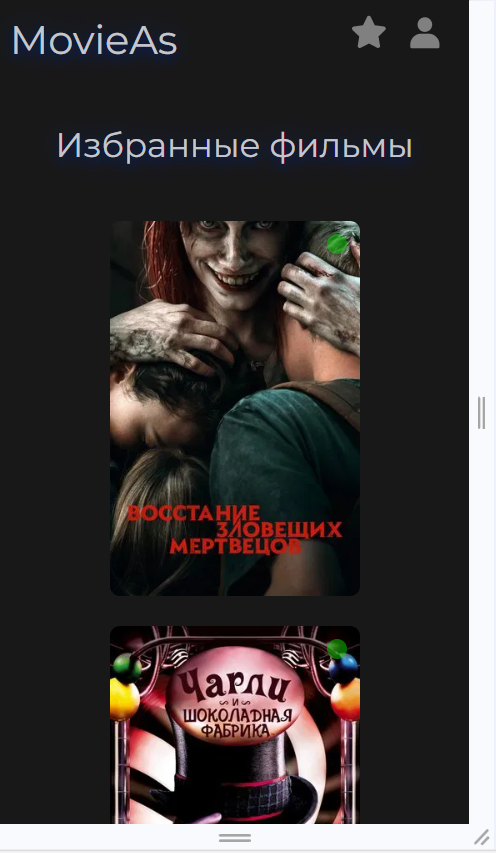 MovieAs
Избранные фильмы
ВОССТАНИЕ
ЗЛОВЕЩИХ
МЕРТВЕЦОВ
Чарли
И
ШОКОЛАДНАЯ
ФАБРИКА